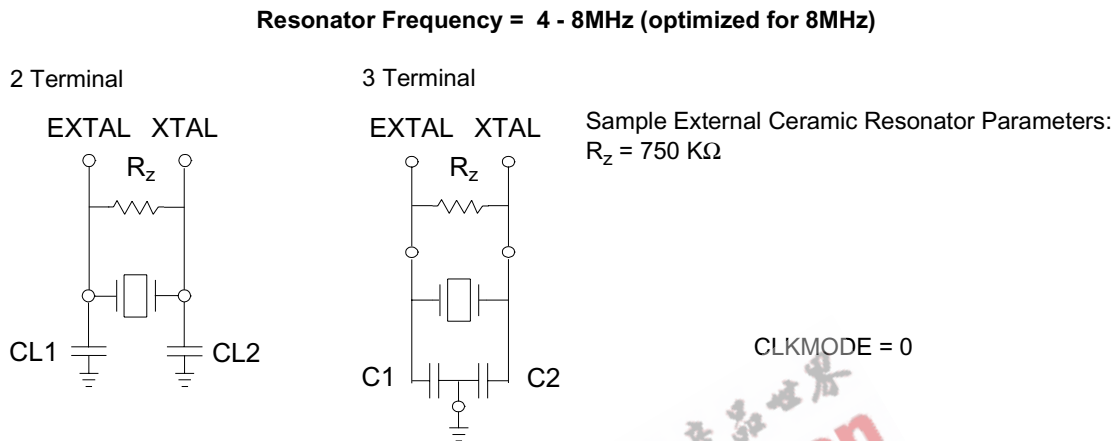 Resonator Frequency = 4 - 8MHz (optimized for 8MHz)
2 Terminal
EXTAL XTAL
Rz
CL1
CL2
3 Terminal
EXTAL XTAL
Rz
C1
C2
Sample External Ceramic Resonator Parameters:
Rz = 750 KΩ
CLKMODE = 0